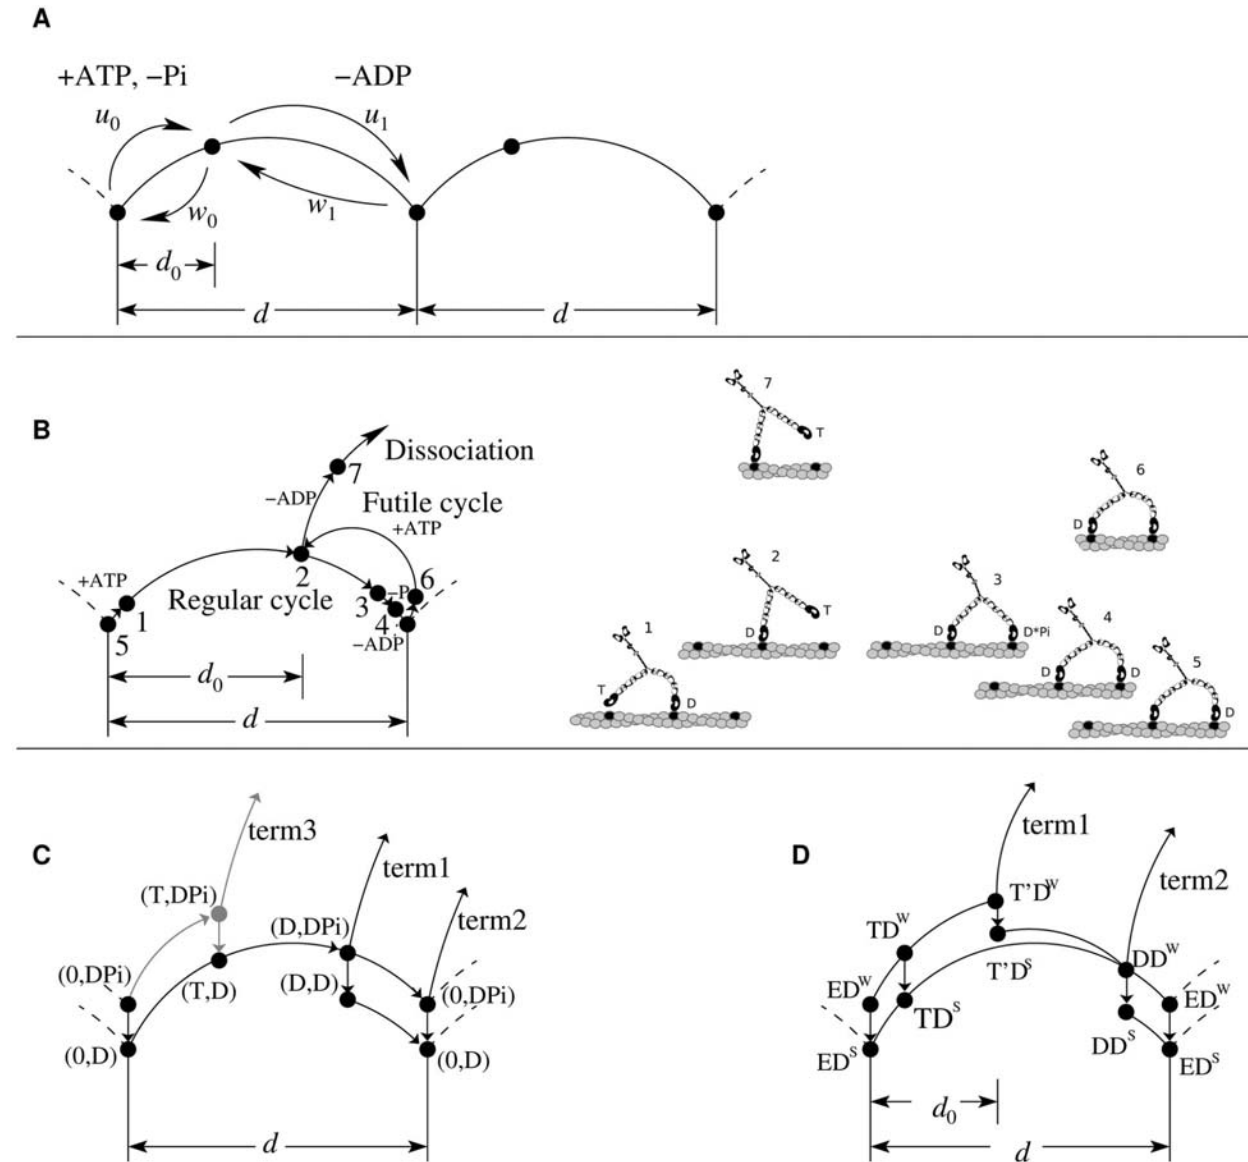 A
+ATP, −Pi
−ADP
u0
u1
w0
w1
d0
d
d
B
Dissociation
7
−ADP
Futile cycle
+ATP
+ATP
2
6
−P
Regular cycle
3
1
4
5
−ADP
d0
d
7
T
6
D
2
T
D
3
D
D*Pi
1
T
D
4
D
D
5
D
C
term3
term1
(T,DPi)
term2
(D,DPi)
(0,DPi)
(T,D)
(D,D)
(0,DPi)
(0,D)
(0,D)
d
D
term1
T'Dᵂ
term2
TDᵂ
T'Dˢ
DDᵂ
EDᵂ
EDᵂ
TDˢ
DDˢ
EDˢ
EDˢ
d0
d